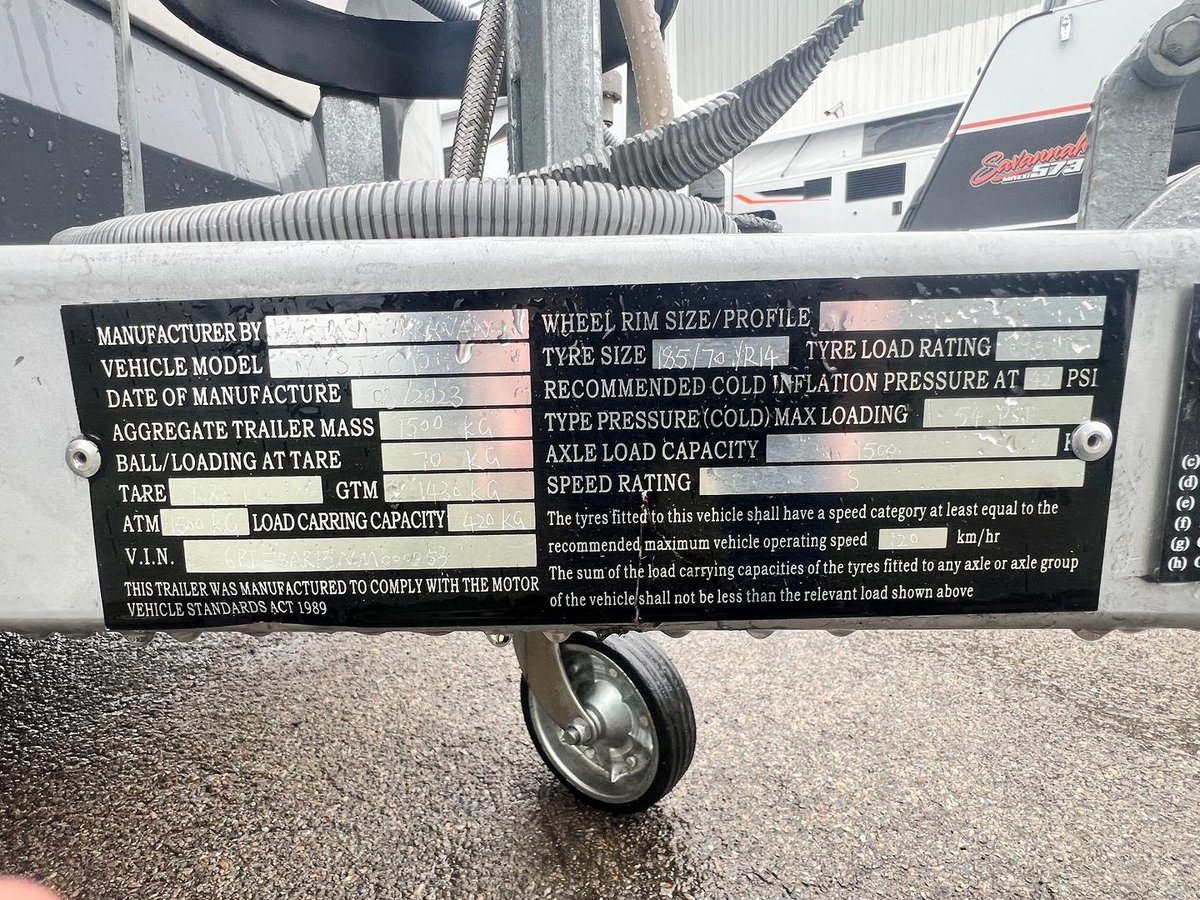 Savannah
MAXXI 573
MANUFACTURER BY
VEHICLE MODEL
DATE OF MANUFACTURE /2023
AGGREGATE TRAILER MASS 1500 KG
BALL/LOADING AT TARE 70 KG
TARE KG GTM 1430 KG
ATM 1500 KG LOAD CARRING CAPACITY 420 KG
V.I.N.
THIS TRAILER WAS MANUFACTURED TO COMPLY WITH THE MOTOR
VEHICLE STANDARDS ACT 1989
WHEEL RIM SIZE/PROFILE
TYRE SIZE 185/70/R14 TYRE LOAD RATING
RECOMMENDED COLD INFLATION PRESSURE AT PSI
TYPE PRESSURE(COLD) MAX LOADING 54 PSI
AXLE LOAD CAPACITY 1500
SPEED RATING S
The tyres fitted to this vehicle shall have a speed category at least equal to the
recommended maximum vehicle operating speed 120 km/hr
The sum of the load carrying capacities of the tyres fitted to any axle or axle group
of the vehicle shall not be less than the relevant load shown above
(c)
(d)
(e)
(f)
(g)
(h)